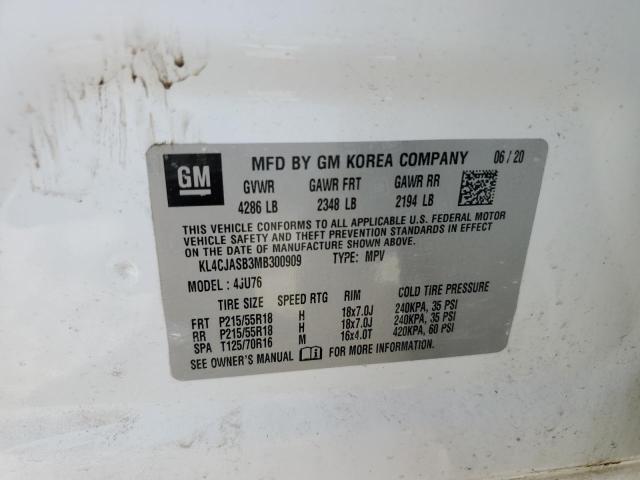 GM MFD BY GM KOREA COMPANY 06 / 20
GVWR GAWR FRT GAWR RR
4286 LB 2348 LB 2194 LB
THIS VEHICLE CONFORMS TO ALL APPLICABLE U.S. FEDERAL MOTOR
VEHICLE SAFETY AND THEFT PREVENTION STANDARDS IN EFFECT
ON THE DATE OF MANUFACTURE SHOWN ABOVE.
KL4CJASB3MB300909 TYPE: MPV
MODEL : 4JU76
TIRE SIZE SPEED RTG RIM COLD TIRE PRESSURE
FRT P215/55R18 H 18x7.0J 240KPA, 35 PSI
RR P215/55R18 H 18x7.0J 240KPA, 35 PSI
SPA T125/70R16 M 16x4.0T 420KPA, 60 PSI
SEE OWNER'S MANUAL FOR MORE INFORMATION.